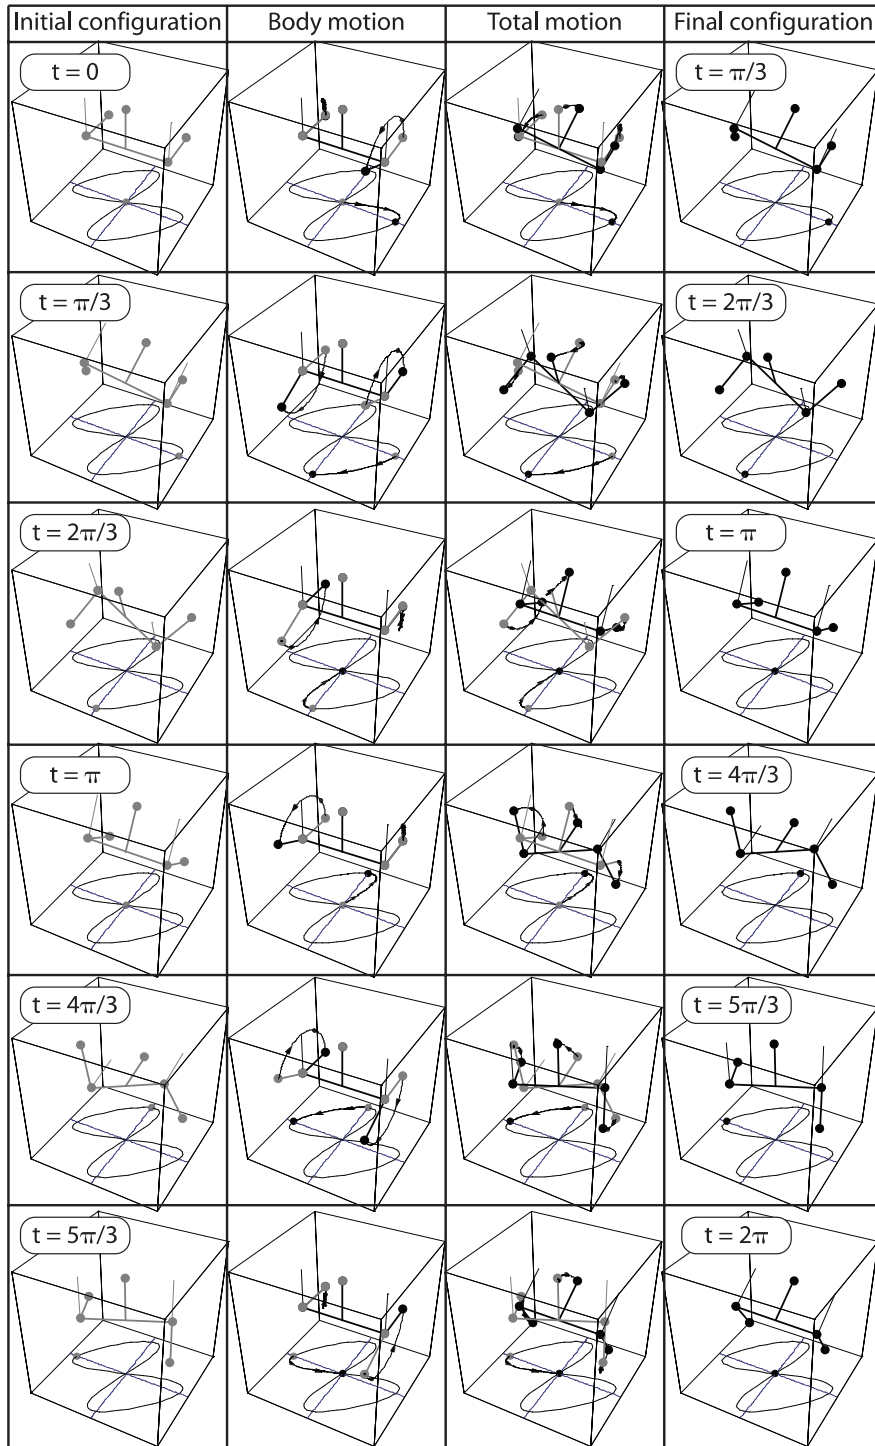 Initial configuration Body motion Total motion Final configuration
t = 0 t = π/3
t = π/3 t = 2π/3
t = 2π/3 t = π
t = π t = 4π/3
t = 4π/3 t = 5π/3
t = 5π/3 t = 2π